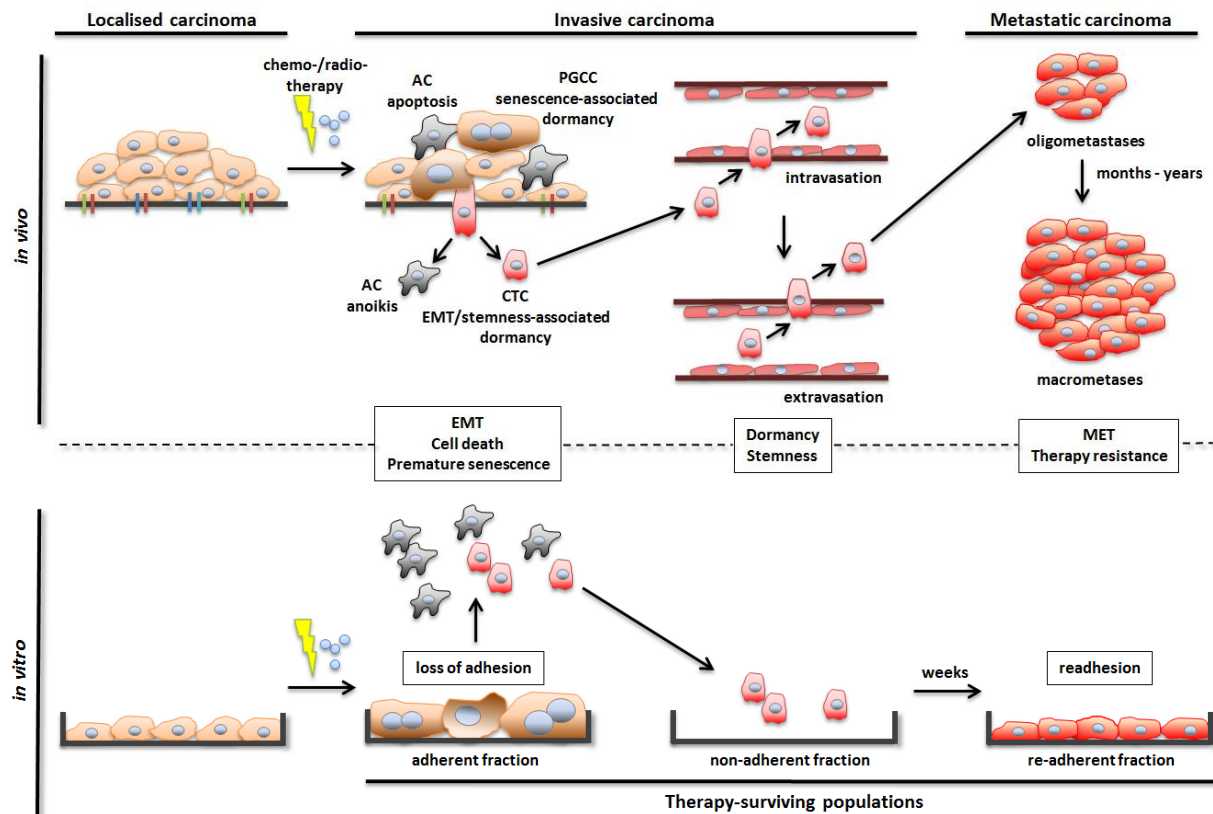 Localised carcinoma
Invasive carcinoma
Metastatic carcinoma
in vivo
chemo-/radio-
therapy
AC
apoptosis
PGCC
senescence-associated
dormancy
AC
anoikis
CTC
EMT/stemness-associated
dormancy
intravasation
extravasation
oligometastases
months - years
macrometases
EMT
Cell death
Premature senescence
Dormancy
Stemness
MET
Therapy resistance
in vitro
loss of adhesion
adherent fraction
non-adherent fraction
weeks
readhesion
re-adherent fraction
Therapy-surviving populations